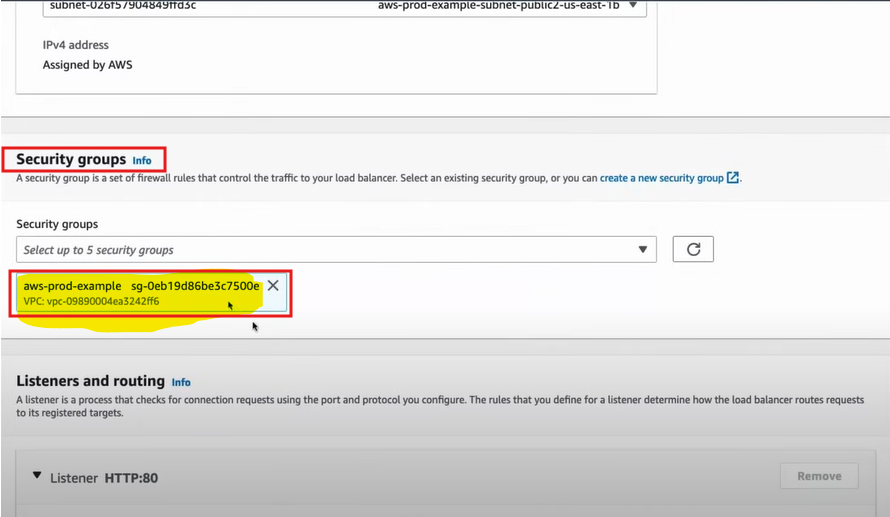 subnet-026f57904849ffd3c aws-prod-example-subnet-public2-us-east-1b
IPv4 address
Assigned by AWS
Security groups Info
A security group is a set of firewall rules that control the traffic to your load balancer. Select an existing security group, or you can create a new security group.
Security groups
Select up to 5 security groups
aws-prod-example sg-0eb19d86be3c7500e
VPC: vpc-09890004ea3242ff6
Listeners and routing Info
A listener is a process that checks for connection requests using the port and protocol you configure. The rules that you define for a listener determine how the load balancer routes requests
to its registered targets.
Listener HTTP:80
Remove